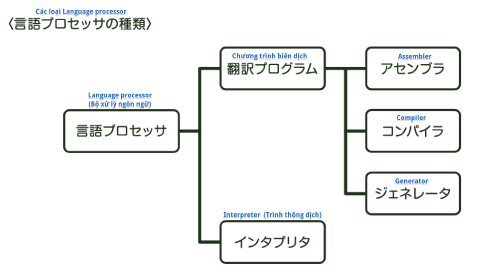 Các loại Language processor
〈言語プロセッサの種類〉
Language processor
(Bộ xử lý ngôn ngữ)
言語プロセッサ
Chương trình biên dịch
翻訳プログラム
Assembler
アセンブラ
Compiler
コンパイラ
Generator
ジェネレータ
Interpreter (Trình thông dịch)
インタプリタ